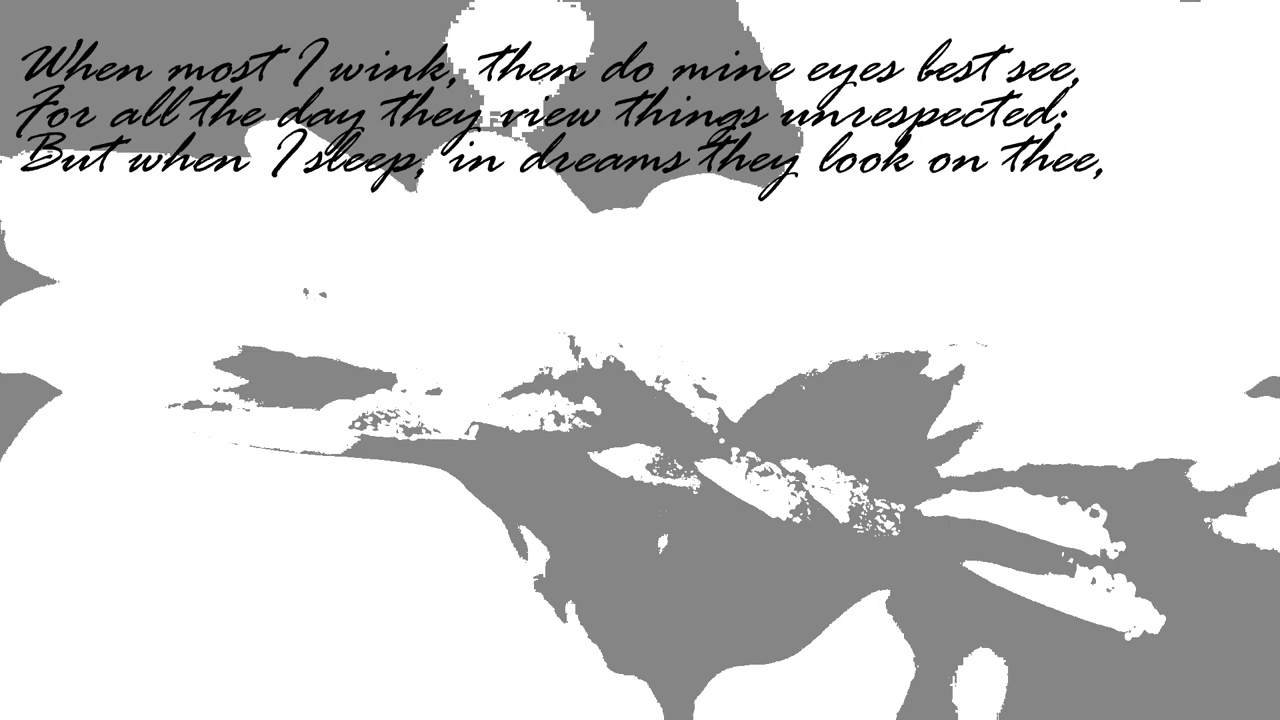 When most I wink, then do mine eyes best see,
For all the day they view things unrespected;
But when I sleep, in dreams they look on thee,